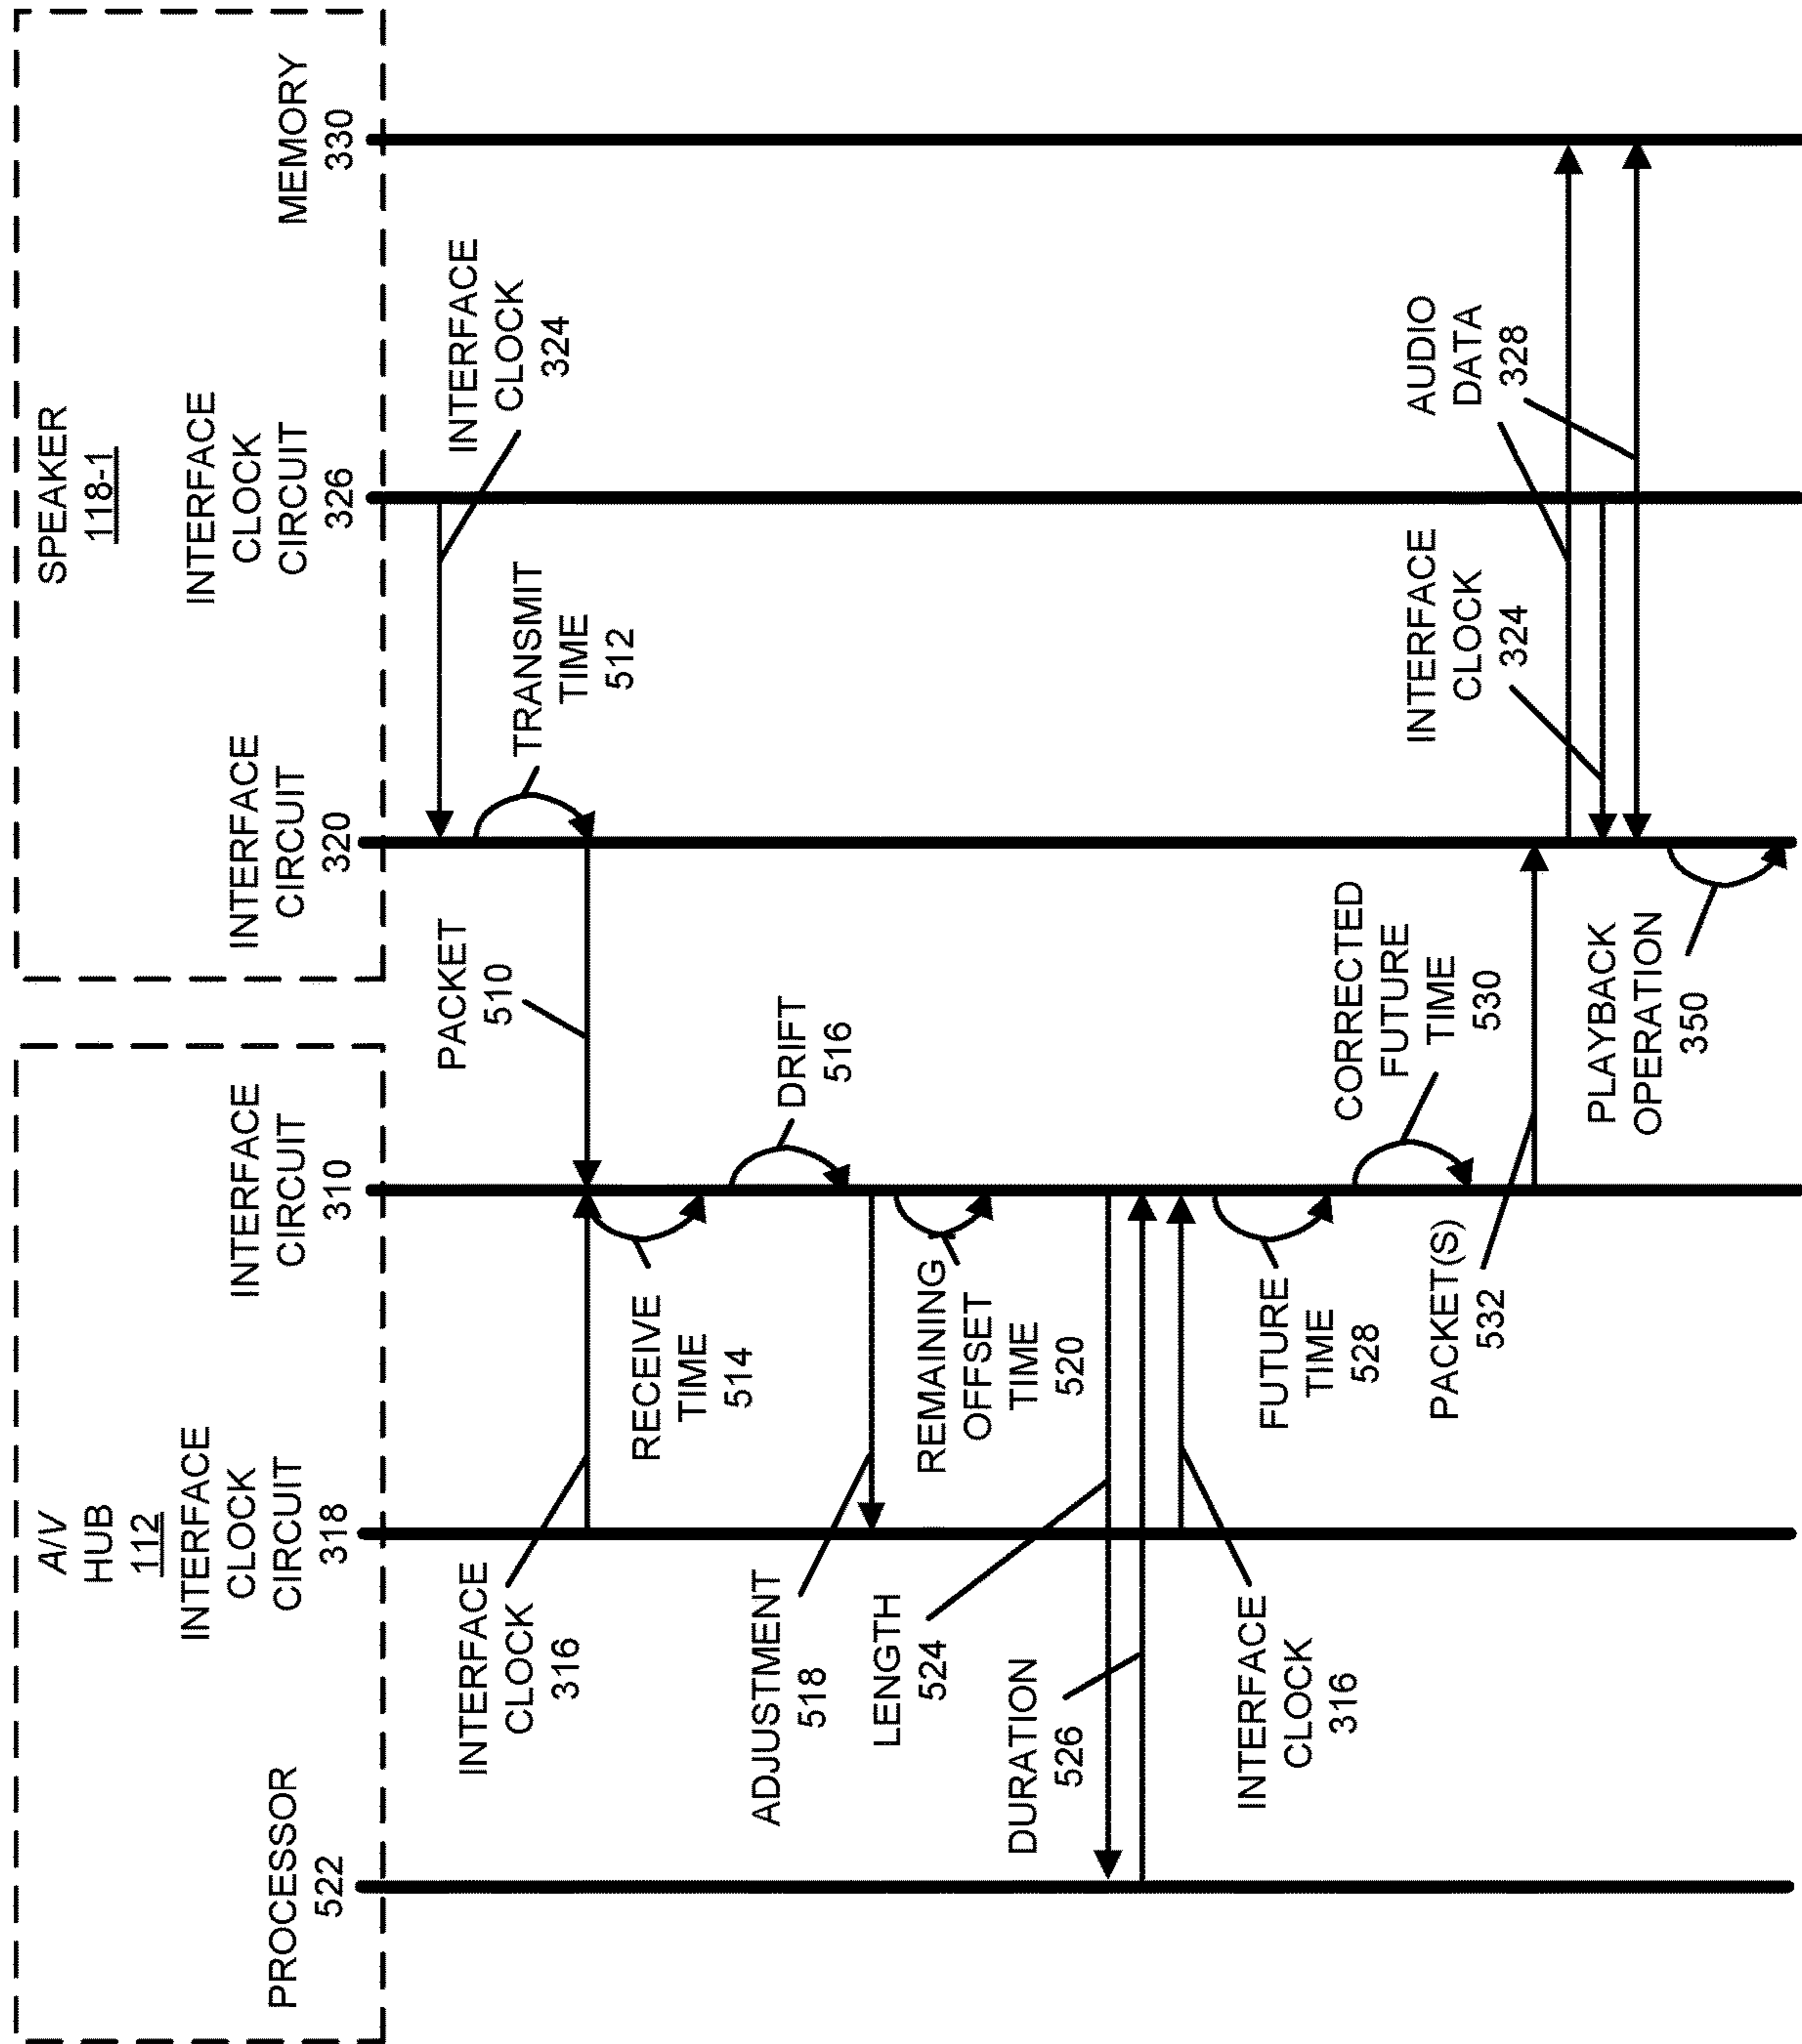 A/V
HUB
112
PROCESSOR
522
INTERFACE
CLOCK
CIRCUIT
318
INTERFACE
CIRCUIT
310
SPEAKER
118-1
INTERFACE
CIRCUIT
320
INTERFACE
CLOCK
CIRCUIT
326
MEMORY
330
INTERFACE
CLOCK
324
TRANSMIT
TIME
512
PACKET
510
INTERFACE
CLOCK
316
RECEIVE
TIME
514
DRIFT
516
ADJUSTMENT
518
REMAINING
OFFSET
TIME
520
LENGTH
524
DURATION
526
INTERFACE
CLOCK
316
FUTURE
TIME
528
CORRECTED
FUTURE
TIME
530
PACKET(S)
532
AUDIO
DATA
328
INTERFACE
CLOCK
324
PLAYBACK
OPERATION
350